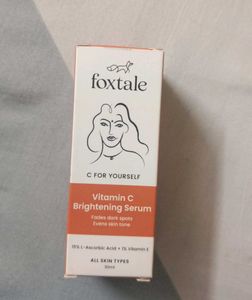 foxtale
C FOR YOURSELF
Vitamin C
Brightening Serum
Fades dark spots
Evens skin tone
15% L-Ascorbic Acid + 1% Vitamin E
ALL SKIN TYPES
30ml